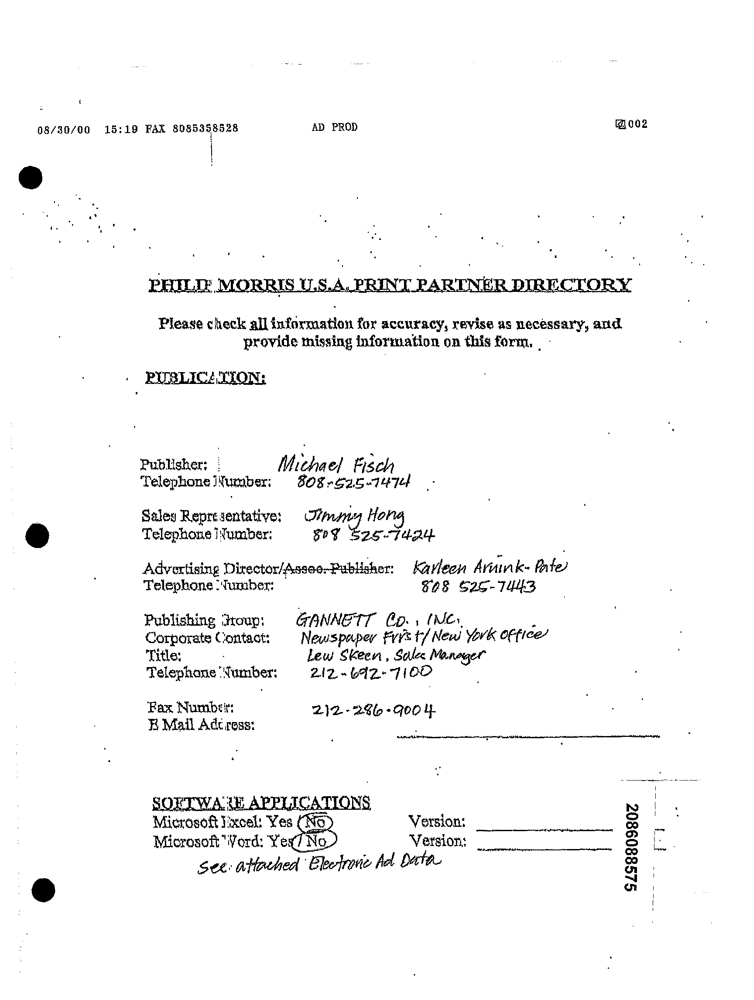 08/30/00 15:19 FAX 8085358528 AD PROD 002
PHILIP MORRIS U.S.A. PRINT PARTNER DIRECTORY
Please check all information for accuracy, revise as necessary, and
provide missing information on this form.
PUBLICATION:
Publisher: Michael Fisch
Telephone Number: 808-525-7474
Sales Representative: Jimmy Hong
Telephone Number: 808 525-7424
Advertising Director/Assoc. Publisher: Karleen
Telephone Number: 808 525-7443
Publishing Group: GANNETT CO., INC.
Corporate Contact: Newspaper First/New York Office
Title: Lew Skeen, Sales Manager
Telephone Number: 212-692-7100
Fax Number: 212-286-9004
E Mail Address:
SOFTWARE APPLICATIONS
Microsoft Excel: Yes / No Version:
Microsoft Word: Yes / No Version:
See attached Electronic Ad Data
2086088575